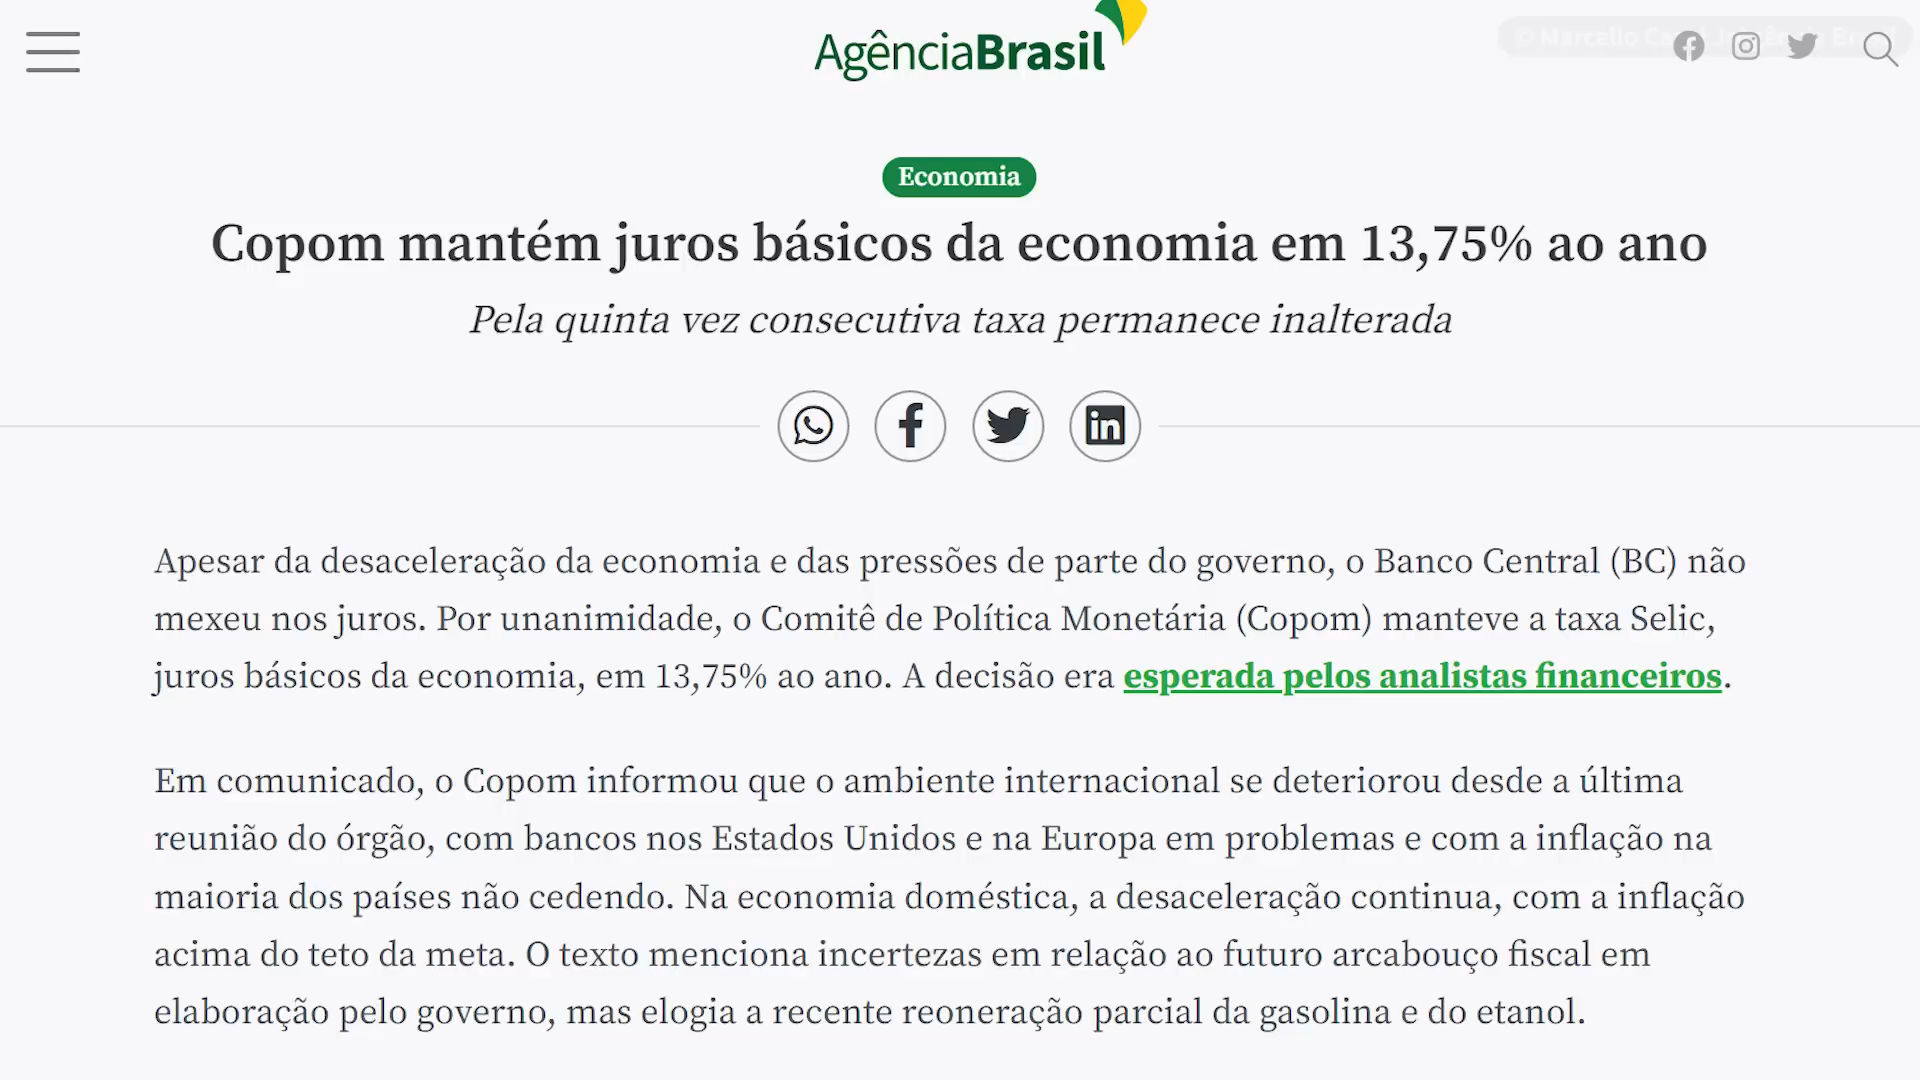 AgênciaBrasil
Economia
Copom mantém juros básicos da economia em 13,75% ao ano
Pela quinta vez consecutiva taxa permanece inalterada
Apesar da desaceleração da economia e das pressões de parte do governo, o Banco Central (BC) não
mexeu nos juros. Por unanimidade, o Comitê de Política Monetária (Copom) manteve a taxa Selic,
juros básicos da economia, em 13,75% ao ano. A decisão era esperada pelos analistas financeiros.
Em comunicado, o Copom informou que o ambiente internacional se deteriorou desde a última
reunião do órgão, com bancos nos Estados Unidos e na Europa em problemas e com a inflação na
maioria dos países não cedendo. Na economia doméstica, a desaceleração continua, com a inflação
acima do teto da meta. O texto menciona incertezas em relação ao futuro arcabouço fiscal em
elaboração pelo governo, mas elogia a recente reoneração parcial da gasolina e do etanol.